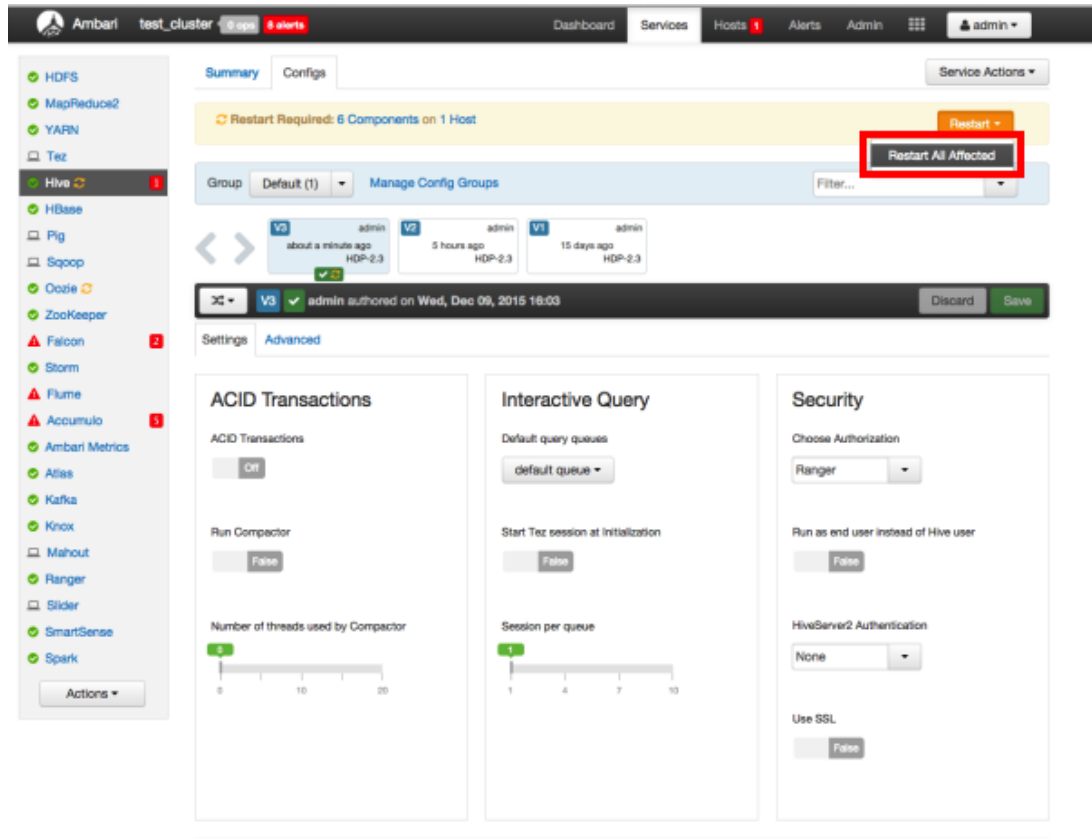 Ambari test_cluster 0 ops 8 alerts Dashboard Services Hosts 1 Alerts Admin admin
HDFS
MapReduce2
YARN
Tez
Hive 1
HBase
Pig
Sqoop
Oozie
ZooKeeper
Falcon 2
Storm
Flume
Accumulo 5
Ambari Metrics
Atlas
Kafka
Knox
Mahout
Ranger
Slider
SmartSense
Spark
Actions
Summary Configs Service Actions
Restart Required: 6 Components on 1 Host Restart
Restart All Affected
Group Default (1) Manage Config Groups Filter...
V3 admin
about a minute ago
HDP-2.3
V2 admin
5 hours ago
HDP-2.3
V1 admin
15 days ago
HDP-2.3
V3 admin authored on Wed, Dec 09, 2015 16:03 Discard Save
Settings Advanced
ACID Transactions
ACID Transactions
Off
Run Compactor
False
Number of threads used by Compactor
0
0 10 20
Interactive Query
Default query queues
default queue
Start Tez session at Initialization
False
Session per queue
1
1 4 7 10
Security
Choose Authorization
Ranger
Run as end user instead of Hive user
False
HiveServer2 Authentication
None
Use SSL
False